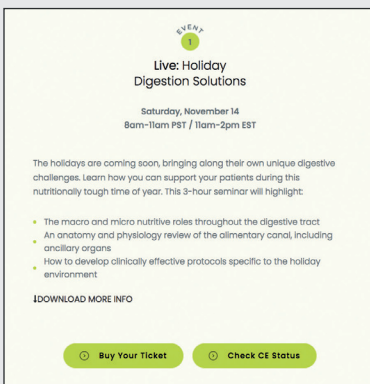 EVENT
1
Live: Holiday
Digestion Solutions
Saturday, November 14
8am-11am PST / 11am-2pm EST
The holidays are coming soon, bringing along their own unique digestive
challenges. Learn how you can support your patients during this
nutritionally tough time of year. This 3-hour seminar will highlight:
The macro and micro nutritive roles throughout the digestive tract
An anatomy and physiology review of the alimentary canal, including
ancillary organs
How to develop clinically effective protocols specific to the holiday
environment
⬇DOWNLOAD MORE INFO
Buy Your Ticket
Check CE Status